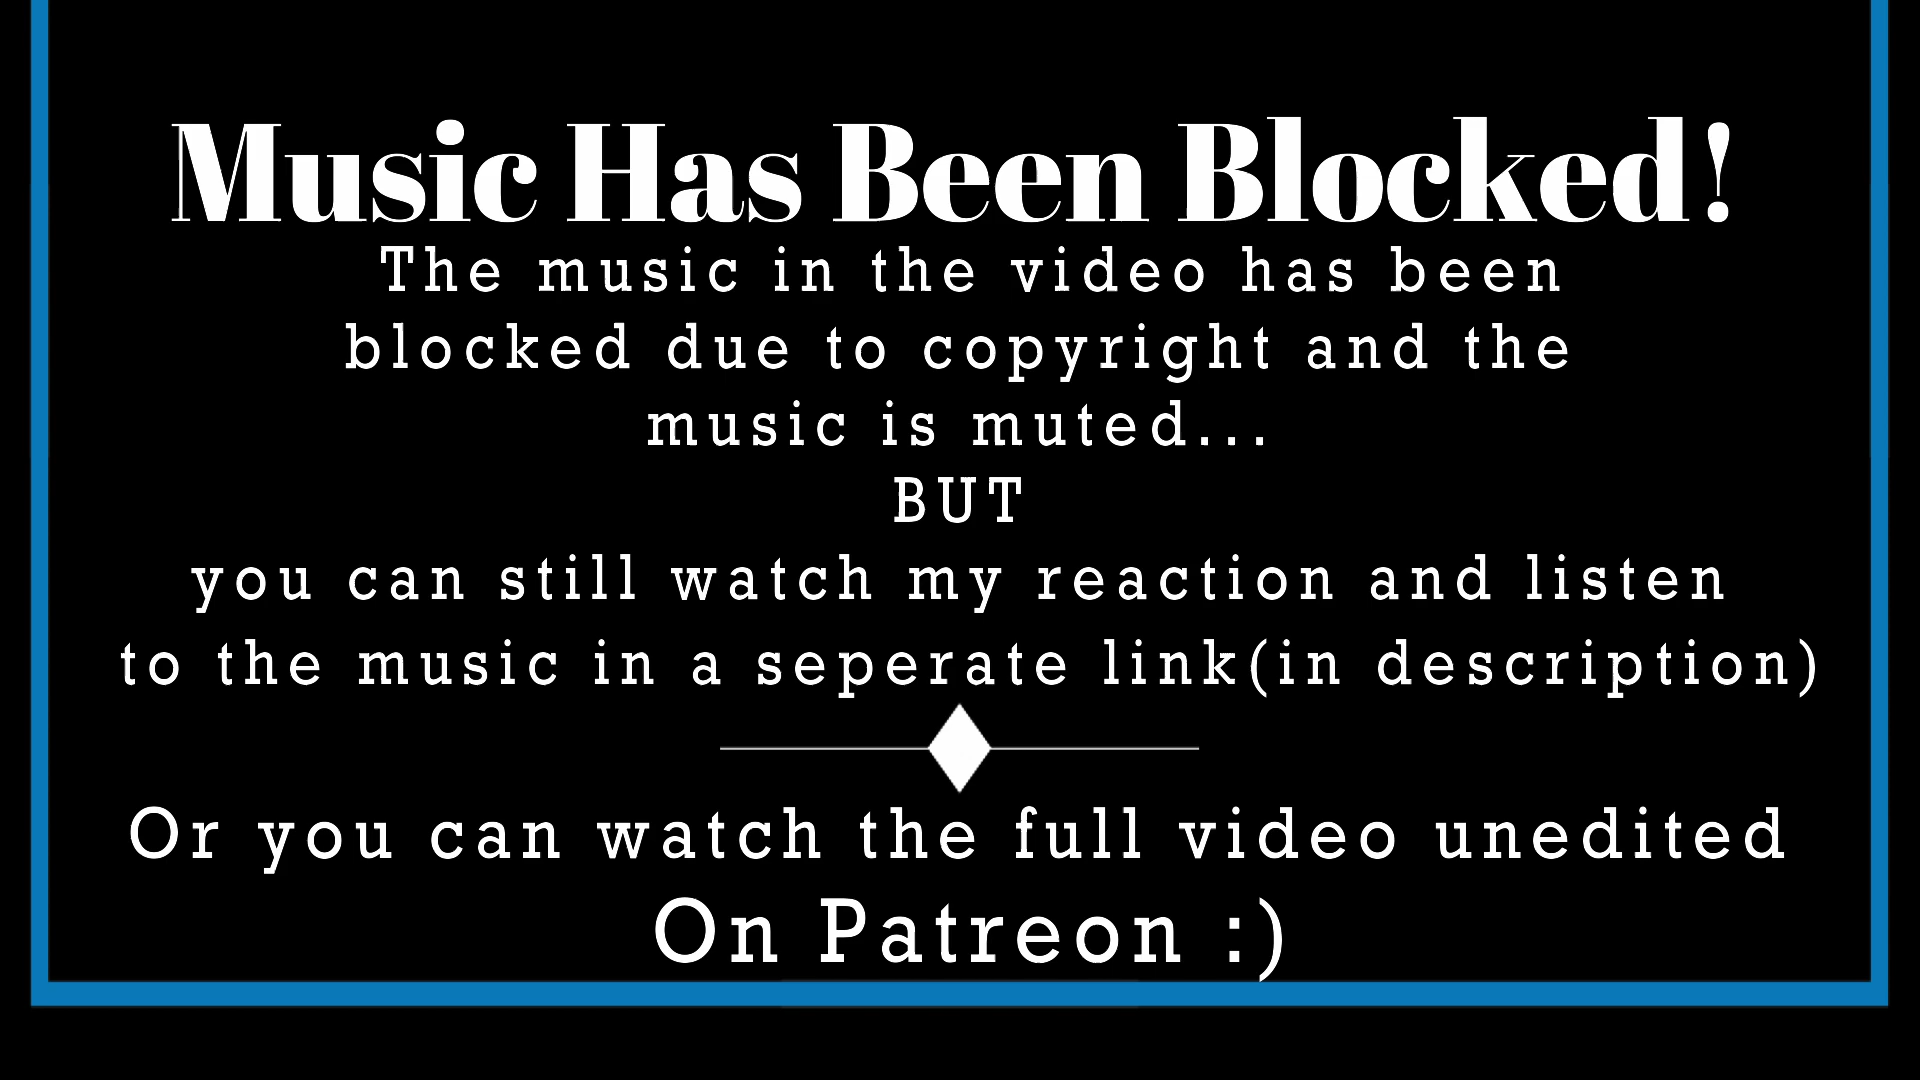 Music Has Been Blocked!
The music in the video has been
blocked due to copyright and the
music is muted...
BUT
you can still watch my reaction and listen
to the music in a seperate link(in description)
Or you can watch the full video unedited
On Patreon :)